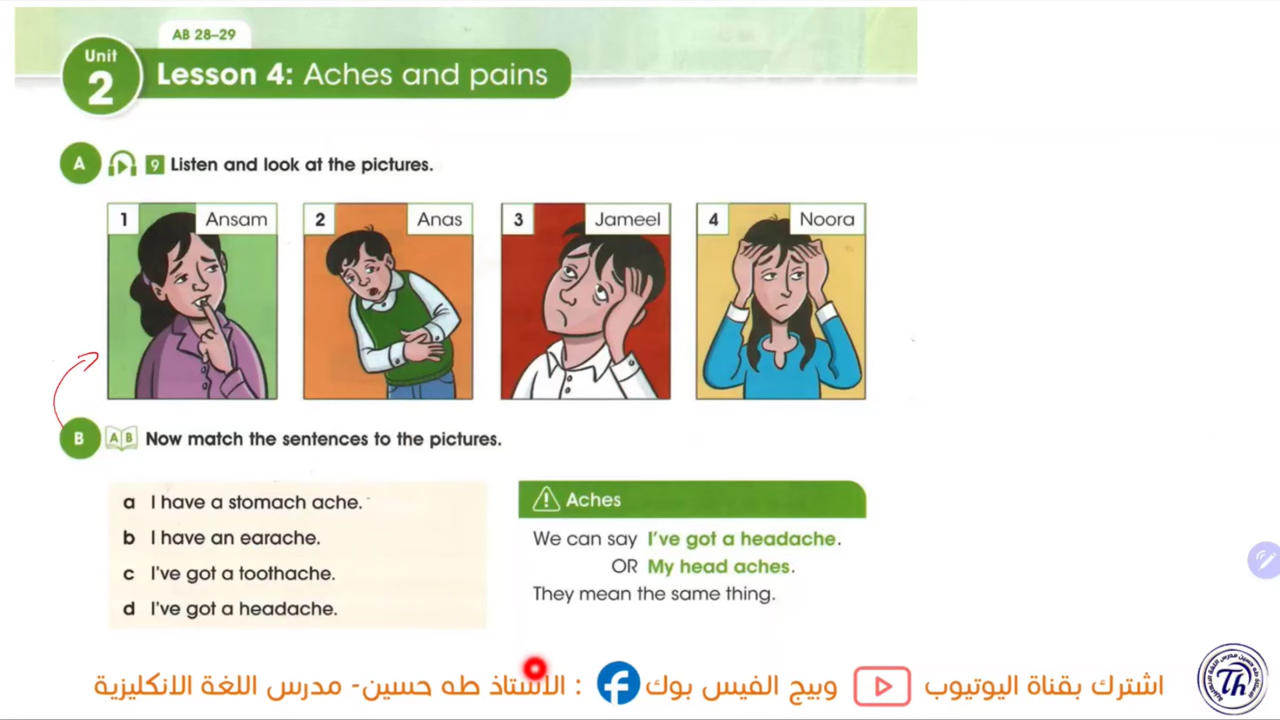 AB 28–29
Unit
2
Lesson 4: Aches and pains
A 9 Listen and look at the pictures.
1 Ansam
2 Anas
3 Jameel
4 Noora
B AB Now match the sentences to the pictures.
a I have a stomach ache.
b I have an earache.
c I've got a toothache.
d I've got a headache.
Aches
We can say I've got a headache.
OR My head aches.
They mean the same thing.
اشترك بقناة اليوتيوب وبيج الفيس بوك : الأستاذ طه حسين- مدرس اللغة الانكليزية
Th